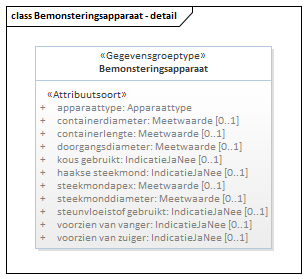 class Bemonsteringsapparaat - detail
«Gegevensgroeptype»
Bemonsteringsapparaat
«Attribuutsoort»
+ apparaattype: Apparaattype
+ containerdiameter: Meetwaarde [0..1]
+ containerlengte: Meetwaarde [0..1]
+ doorgangsdiameter: Meetwaarde [0..1]
+ kous gebruikt: IndicatieJaNee [0..1]
+ haakse steekmond: IndicatieJaNee [0..1]
+ steekmondapex: Meetwaarde [0..1]
+ steekmonddiameter: Meetwaarde [0..1]
+ steunvloeistof gebruikt: IndicatieJaNee [0..1]
+ voorzien van vanger: IndicatieJaNee [0..1]
+ voorzien van zuiger: IndicatieJaNee [0..1]